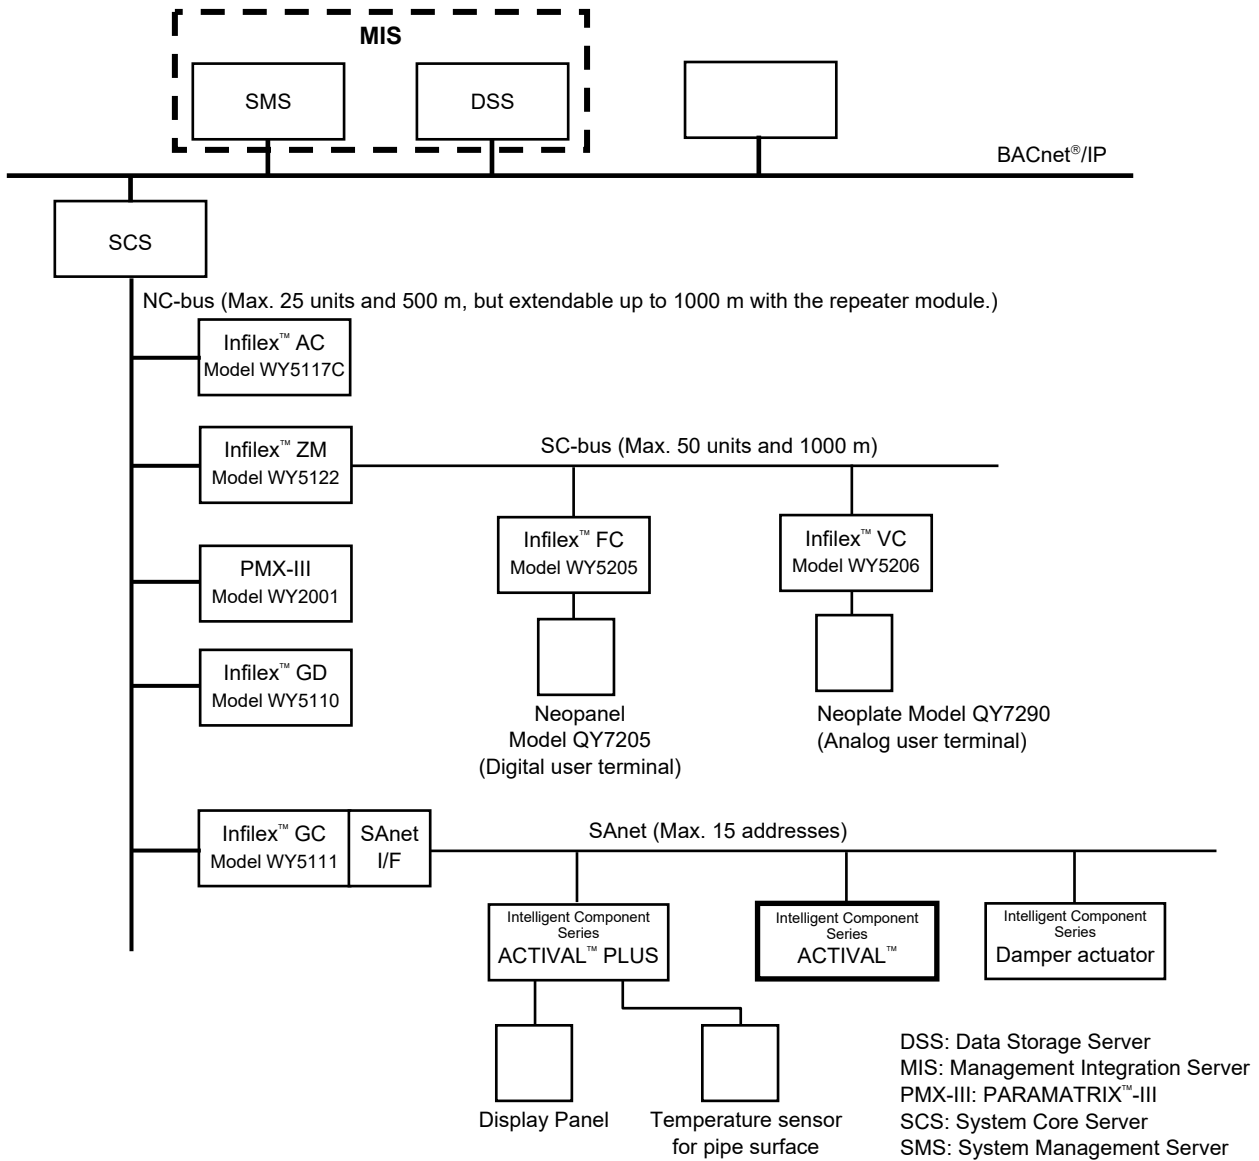 MIS
SMS
DSS
BACnet®/IP
SCS
NC-bus (Max. 25 units and 500 m, but extendable up to 1000 m with the repeater module.)
Infilex™ AC
Model WY5117C
Infilex™ ZM
Model WY5122
SC-bus (Max. 50 units and 1000 m)
Infilex™ FC
Model WY5205
Infilex™ VC
Model WY5206
PMX-III
Model WY2001
Infilex™ GD
Model WY5110
Neopanel
Model QY7205
(Digital user terminal)
Neoplate Model QY7290
(Analog user terminal)
Infilex™ GC
Model WY5111
SAnet
I/F
SAnet (Max. 15 addresses)
Intelligent Component
Series
ACTIVAL™ PLUS
Intelligent Component
Series
ACTIVAL™
Intelligent Component
Series
Damper actuator
Display Panel
Temperature sensor
for pipe surface
DSS: Data Storage Server
MIS: Management Integration Server
PMX-III: PARAMATRIX™-III
SCS: System Core Server
SMS: System Management Server